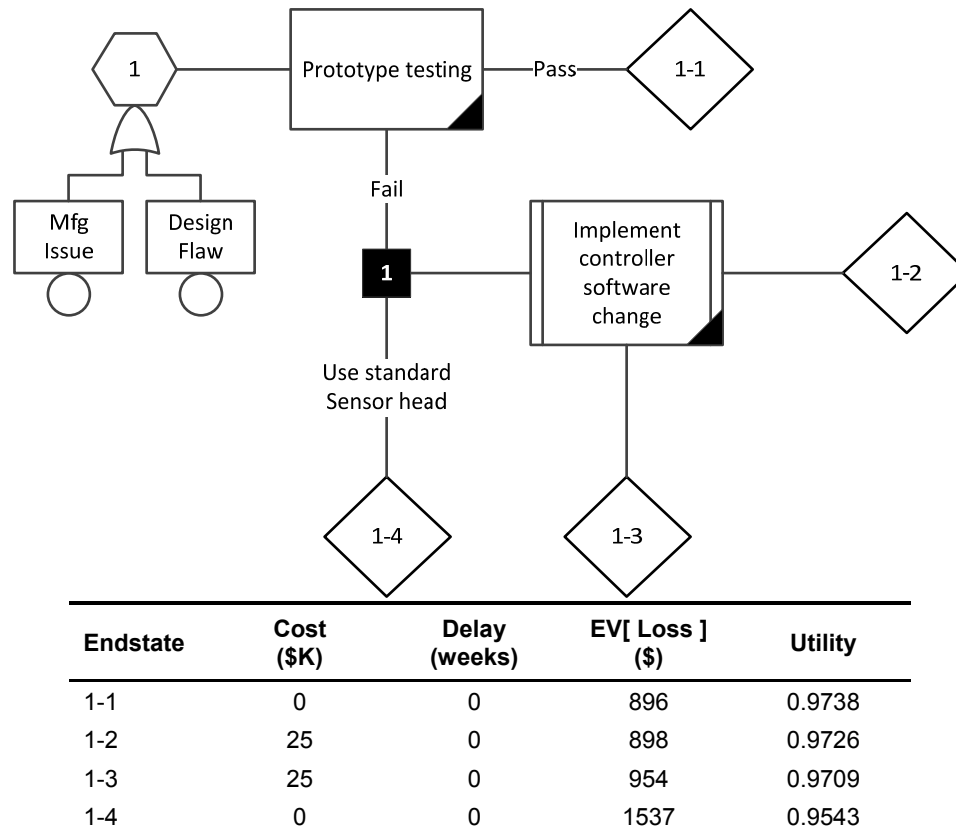 1
Prototype testing
Pass
1-1
Fail
Mfg
Issue
Design
Flaw
1
Implement
controller
software
change
1-2
Use standard
Sensor head
1-4
1-3
Endstate Cost ($K) Delay (weeks) EV[ Loss ] ($) Utility
1-1 0 0 896 0.9738
1-2 25 0 898 0.9726
1-3 25 0 954 0.9709
1-4 0 0 1537 0.9543